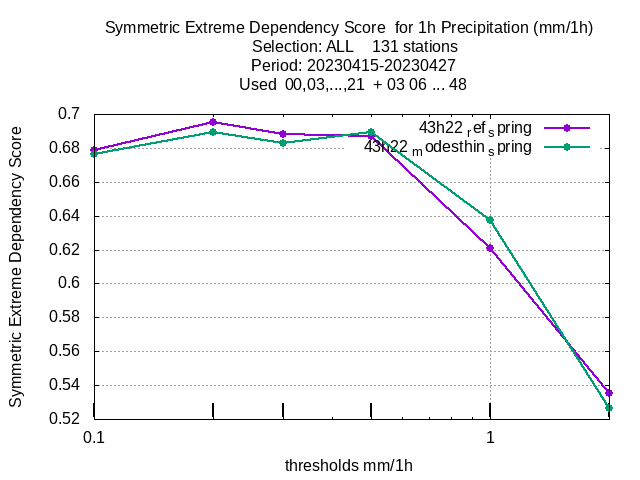 Symmetric Extreme Dependency Score  for 1h Precipitation (mm/1h)
Selection: ALL    131 stations
Period: 20230415-20230427
Used  00,03,...,21  + 03 06 ... 48
Symmetric Extreme Dependency Score
0.7
0.68
0.66
0.64
0.62
0.6
0.58
0.56
0.54
0.52
43h22 ref spring
43h22 modesthin spring
0.1
1
thresholds mm/1h